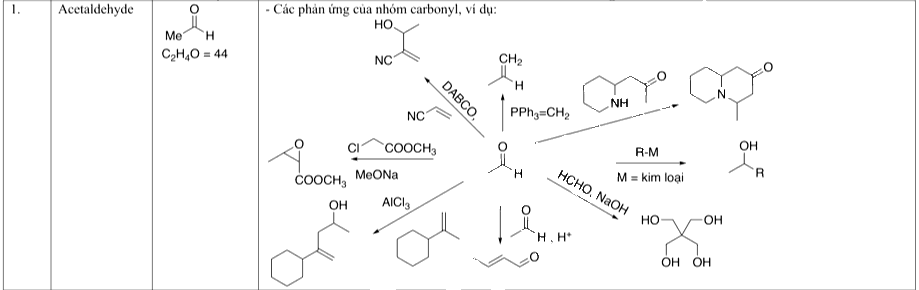 1.
Acetaldehyde
O
Me
H
C₂H₄O = 44
- Các phản ứng của nhóm carbonyl, ví dụ:
HO
NC
DABCO,
NC
CH₂
H
PPh₃=CH₂
O
NH
O
N
O
Cl
COOCH₃
MeONa
O
COOCH₃
O
H
R-M
M = kim loại
OH
R
HCHO, NaOH
HO
OH
OH
OH
AlCl₃
OH
O
H , H⁺
O